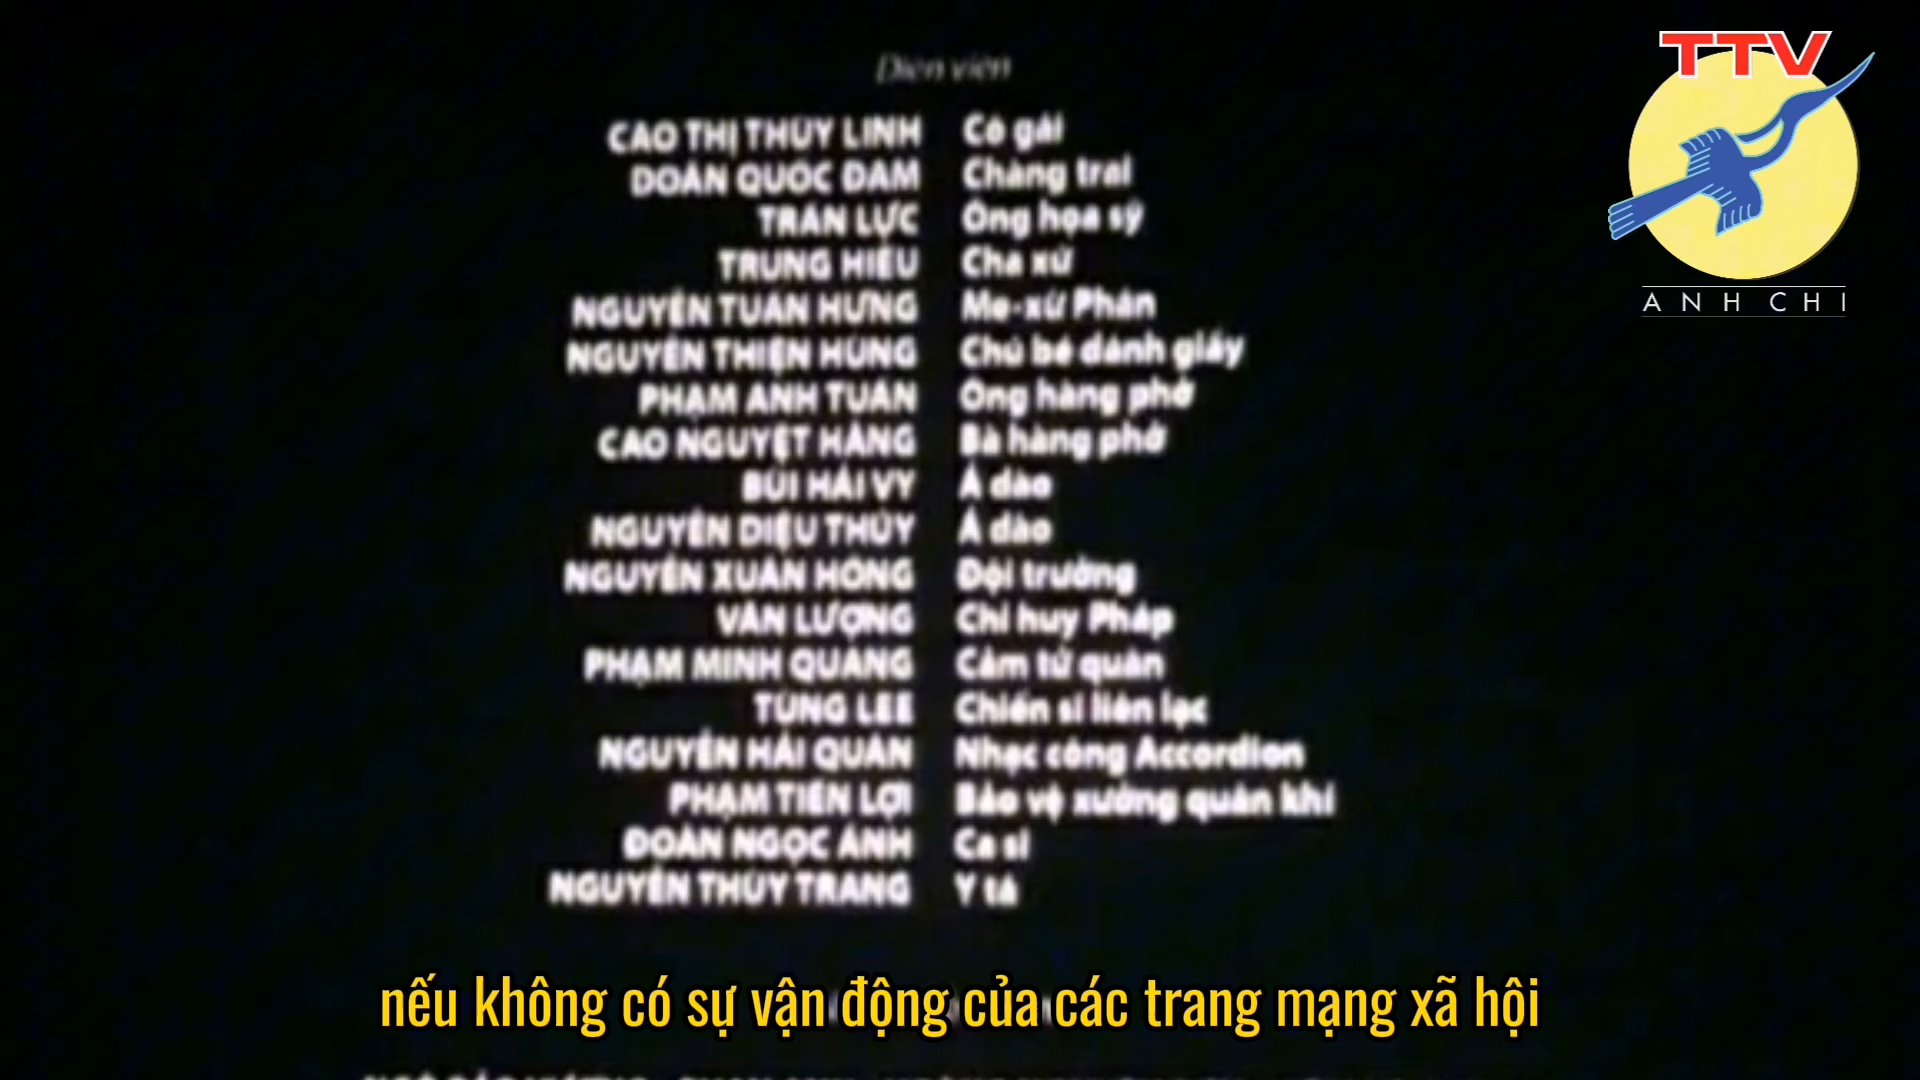 Diễn viên
TTV
CAO THỊ THÙY LINH Cô gái
DOÃN QUỐC ĐAM Chàng trai
TRẦN LỰC Ông họa sỹ
TRUNG HIẾU Cha xứ
NGUYỄN TUẤN HƯNG Me-xừ Phán
NGUYỄN THIỆN HÙNG Chú bé đánh giầy
PHẠM ANH TUẤN Ông hàng phở
CAO NGUYỆT HẰNG Bà hàng phở
BÙI HẢI VY Ả đào
NGUYỄN DIỆU THÙY Ả đào
NGUYỄN XUÂN HỒNG Đội trưởng
VĂN LƯỢNG Chỉ huy Pháp
PHẠM MINH QUANG Cảm tử quân
TÙNG LEE Chiến sĩ liên lạc
NGUYỄN HẢI QUÂN Nhạc công Accordion
PHẠM TIẾN LỢI Bảo vệ xưởng quân khí
ĐOÀN NGỌC ÁNH Ca sĩ
NGUYỄN THÙY TRANG Y tá
ANH CHI
nếu không có sự vận động của các trang mạng xã hội